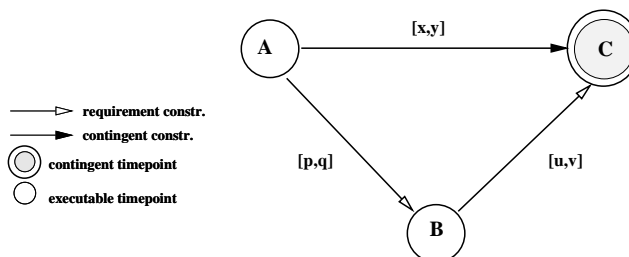 [x,y]
A
C
requirement constr.
contingent constr.
contingent timepoint
[p,q]
[u,v]
executable timepoint
B